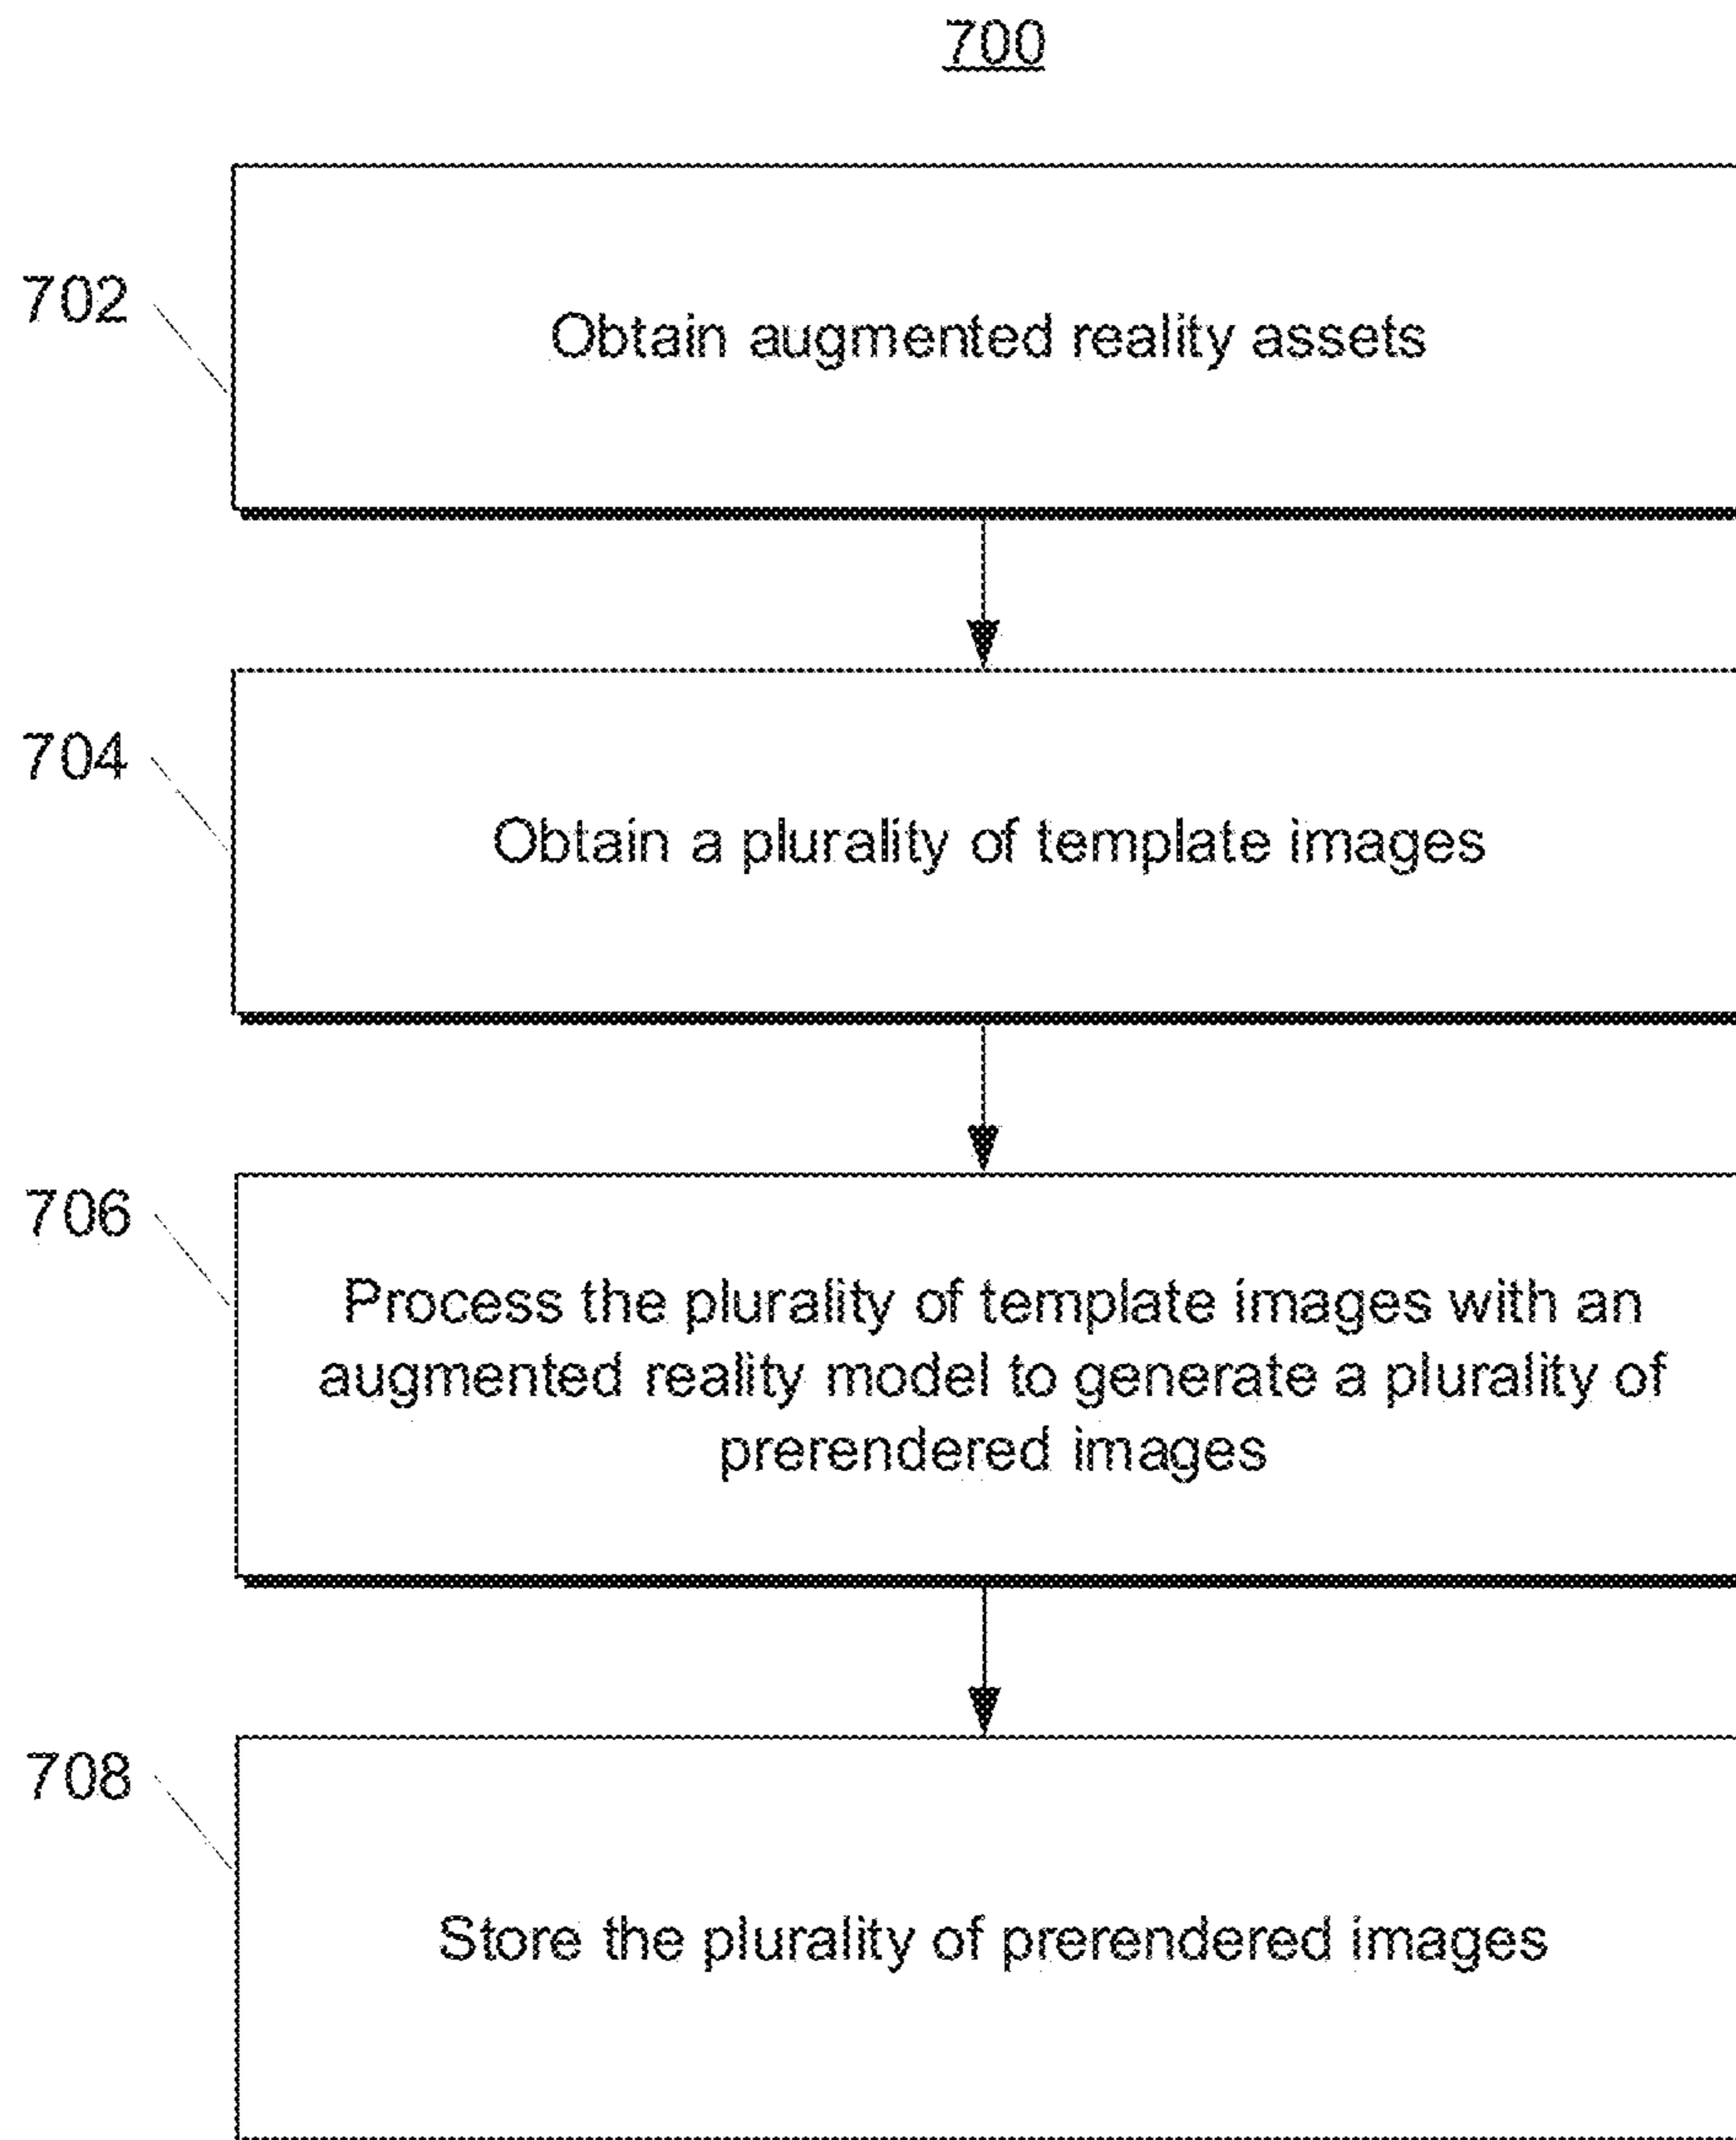 700
702
Obtain augmented reality assets
704
Obtain a plurality of template images
706
Process the plurality of template images with an
augmented reality model to generate a plurality of
prerendered images
708
Store the plurality of prerendered images